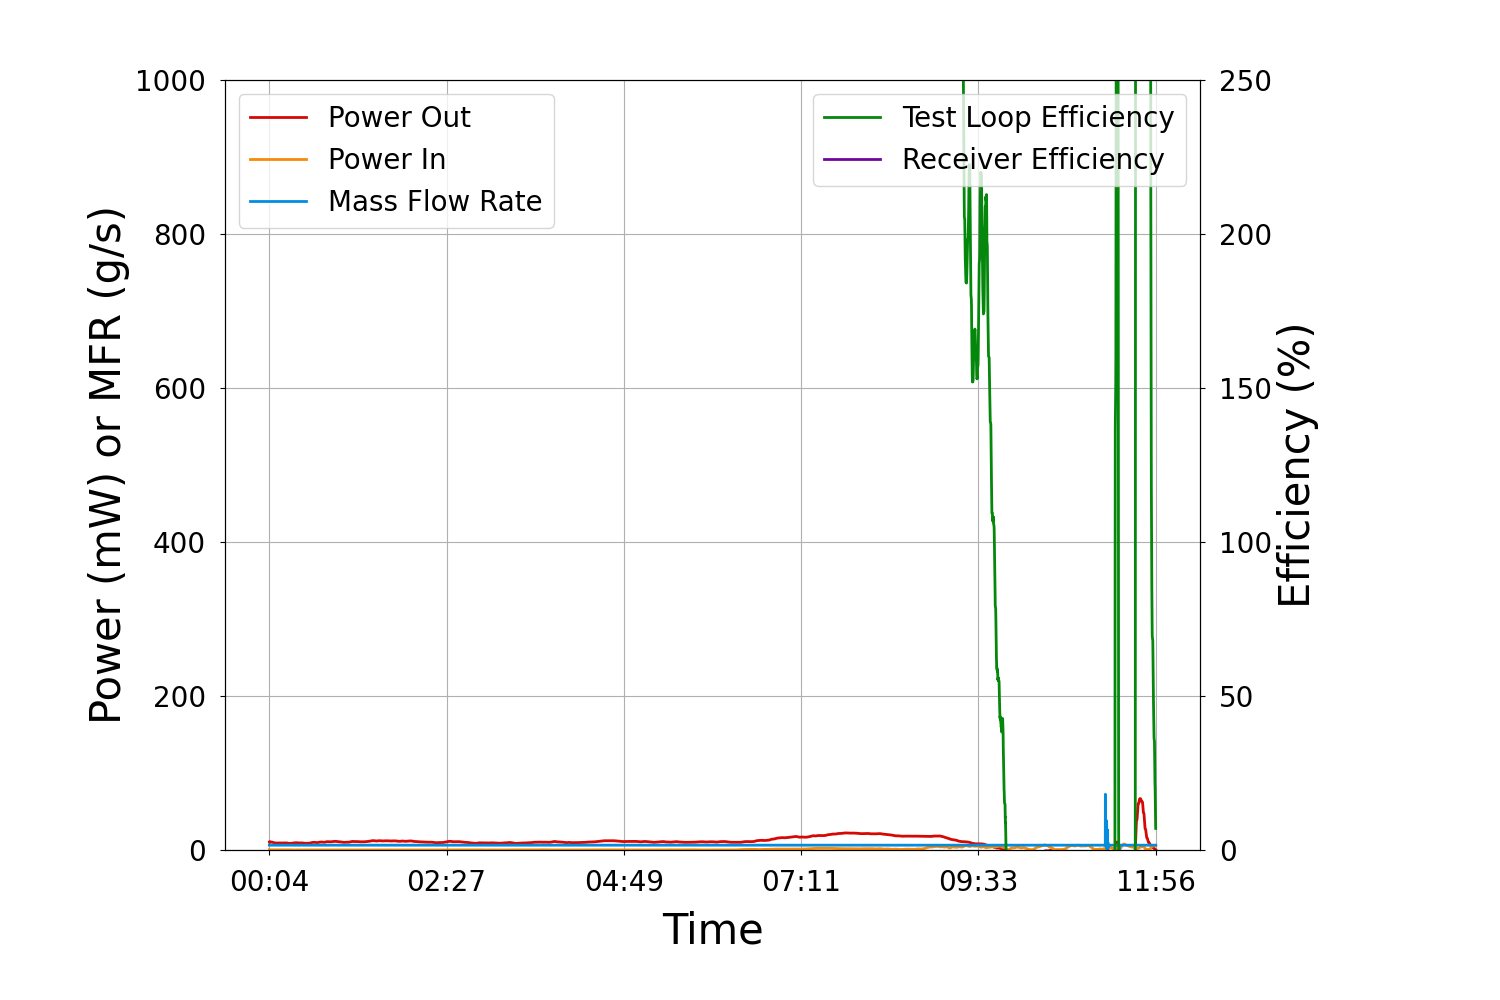 Power Out
Power In
Mass Flow Rate
Test Loop Efficiency
Receiver Efficiency
1000
800
600
400
200
0
250
200
150
100
50
0
Power (mW) or MFR (g/s)
Efficiency (%)
00:04 02:27 04:49 07:11 09:33 11:56
Time